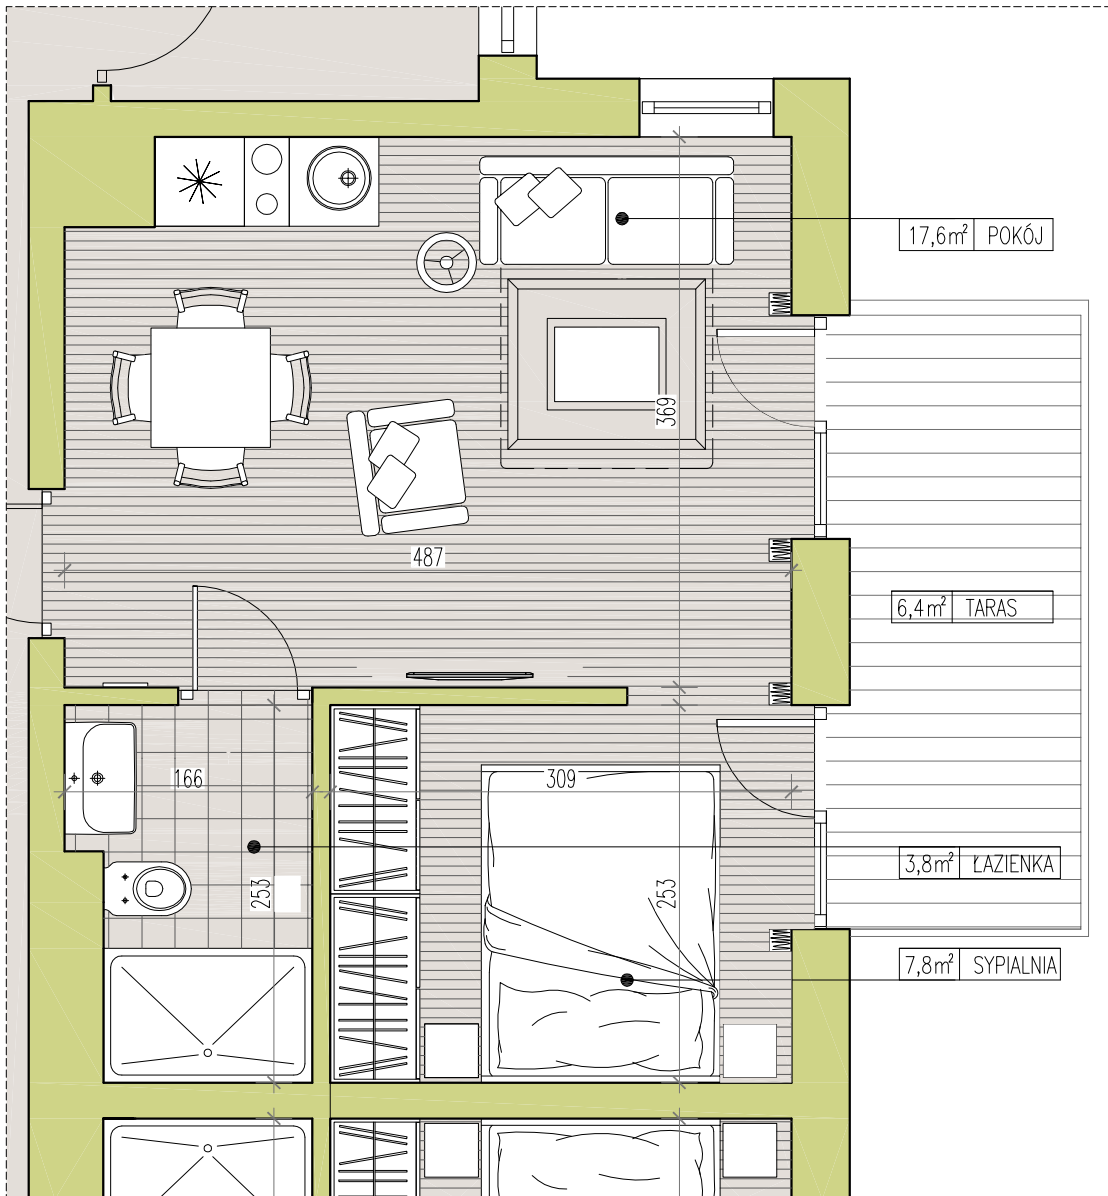 17,6m² POKÓJ
369
487
6,4m² TARAS
166
309
3,8m² ŁAZIENKA
253
253
7,8m² SYPIALNIA